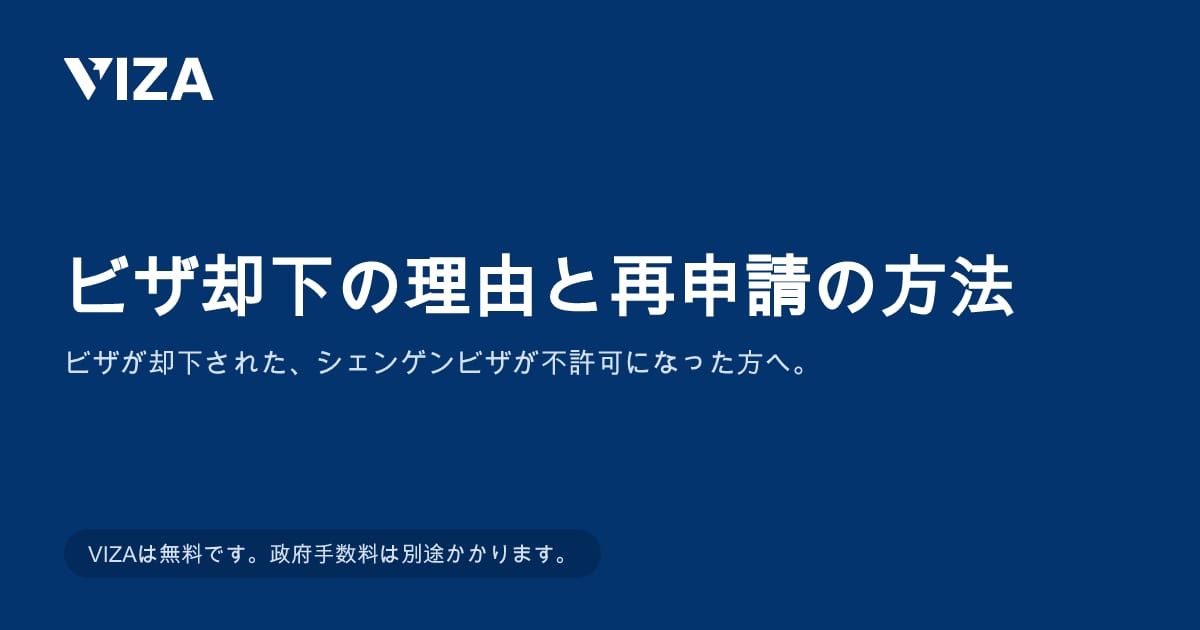 VIZA
ビザ却下の理由と再申請の方法
ビザが却下された、シェンゲンビザが不許可になった方へ。
VIZAは無料です。政府手数料は別途かかります。